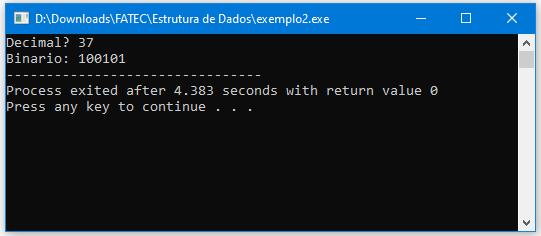 D:\Downloads\FATEC\Estrutura de Dados\exemplo2.exe
Decimal? 37
Binario: 100101
--------------------------------
Process exited after 4.383 seconds with return value 0
Press any key to continue . . .